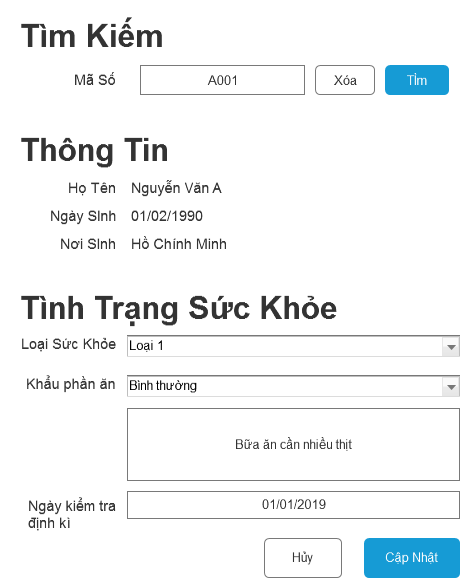 Tìm Kiếm
Mã Số A001 Xóa Tìm
Thông Tin
Họ Tên Nguyễn Văn A
Ngày Sinh 01/02/1990
Nơi Sinh Hồ Chính Minh
Tình Trạng Sức Khỏe
Loại Sức Khỏe Loại 1
Khẩu phần ăn Bình thường
Bữa ăn cần nhiều thịt
Ngày kiểm tra 01/01/2019
định kì
Hủy Cập Nhật